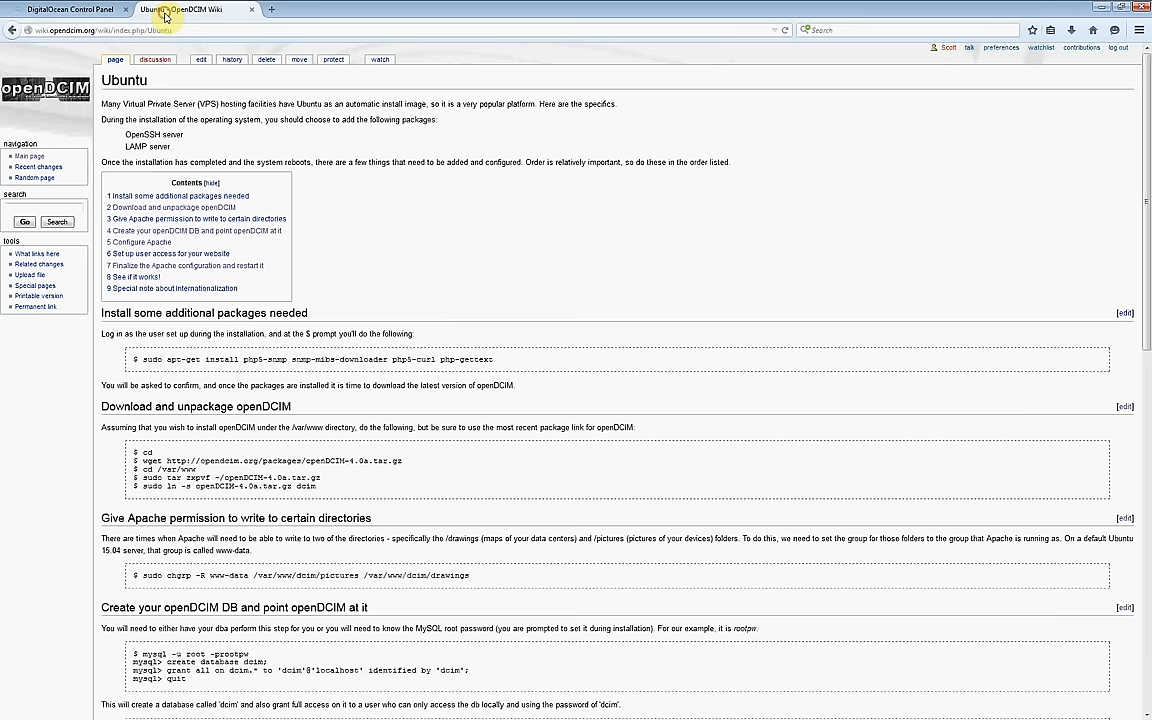 DigitalOcean Control Panel
Ubuntu - OpenDCIM Wiki
wiki.opendcim.org/wiki/index.php/Ubuntu
Search
Scott talk preferences watchlist contributions log out
page discussion edit history delete move protect watch
openDCIM
Ubuntu
Many Virtual Private Server (VPS) hosting facilities have Ubuntu as an automatic install image, so it is a very popular platform. Here are the specifics.
During the installation of the operating system, you should choose to add the following packages:
OpenSSH server
LAMP server
Once the installation has completed and the system reboots, there are a few things that need to be added and configured. Order is relatively important, so do these in the order listed.
navigation
Main page
Recent changes
Random page
search
Go Search
tools
What links here
Related changes
Upload file
Special pages
Printable version
Permanent link
Contents [hide]
1 Install some additional packages needed
2 Download and unpackage openDCIM
3 Give Apache permission to write to certain directories
4 Create your openDCIM DB and point openDCIM at it
5 Configure Apache
6 Set up user access for your website
7 Finalize the Apache configuration and restart it
8 See if it works!
9 Special note about Internationalization
Install some additional packages needed [edit]
Log in as the user set up during the installation, and at the $ prompt you'll do the following:
$ sudo apt-get install php5-snmp snmp-mibs-downloader php5-curl php-gettext
You will be asked to confirm, and once the packages are installed it is time to download the latest version of openDCIM.
Download and unpackage openDCIM [edit]
Assuming that you wish to install openDCIM under the /var/www directory, do the following, but be sure to use the most recent package link for openDCIM:
$ cd
$ wget http://opendcim.org/packages/openDCIM-4.0a.tar.gz
$ cd /var/www
$ sudo tar zxpvf ~/openDCIM-4.0a.tar.gz
$ sudo ln -s openDCIM-4.0a.tar.gz dcim
Give Apache permission to write to certain directories [edit]
There are times when Apache will need to be able to write to two of the directories - specifically the /drawings (maps of your data centers) and /pictures (pictures of your devices) folders. To do this, we need to set the group for those folders to the group that Apache is running as. On a default Ubuntu
15.04 server, that group is called www-data.
$ sudo chgrp -R www-data /var/www/dcim/pictures /var/www/dcim/drawings
Create your openDCIM DB and point openDCIM at it [edit]
You will need to either have your dba perform this step for you or you will need to know the MySQL root password (you are prompted to set it during installation). For our example, it is rootpw.
$ mysql -u root -prootpw
mysql> create database dcim;
mysql> grant all on dcim.* to 'dcim'@'localhost' identified by 'dcim';
mysql> quit
This will create a database called 'dcim' and also grant full access on it to a user who can only access the db locally and using the password of 'dcim'.